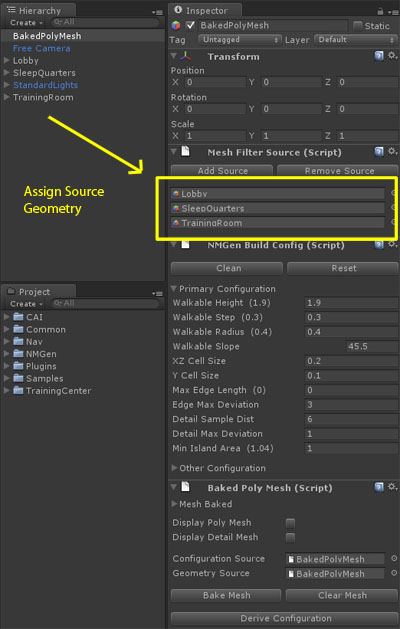 Hierarchy
Create All
BakedPolyMesh
Free Camera
Lobby
SleepQuarters
StandardLights
TrainingRoom
Assign Source
Geometry
Project
Create All
CAI
Common
Nav
NMGen
Plugins
Samples
TrainingCenter
Inspector
BakedPolyMesh Static
Tag Untagged Layer Default
Transform
Position
X 0 Y 0 Z 0
Rotation
X 0 Y 0 Z 0
Scale
X 1 Y 1 Z 1
Mesh Filter Source (Script)
Add Source Remove Source
Lobby
SleepQuarters
TrainingRoom
NMGen Build Config (Script)
Clean Reset
Primary Configuration
Walkable Height (1.9) 1.9
Walkable Step (0.3) 0.3
Walkable Radius (0.4) 0.4
Walkable Slope 45.5
XZ Cell Size 0.2
Y Cell Size 0.1
Max Edge Length (0) 0
Edge Max Deviation 3
Detail Sample Dist 6
Detail Max Deviation 1
Min Island Area (1.04) 1
Other Configuration
Baked Poly Mesh (Script)
Mesh Baked
Display Poly Mesh
Display Detail Mesh
Configuration Source BakedPolyMesh
Geometry Source BakedPolyMesh
Bake Mesh Clear Mesh
Derive Configuration